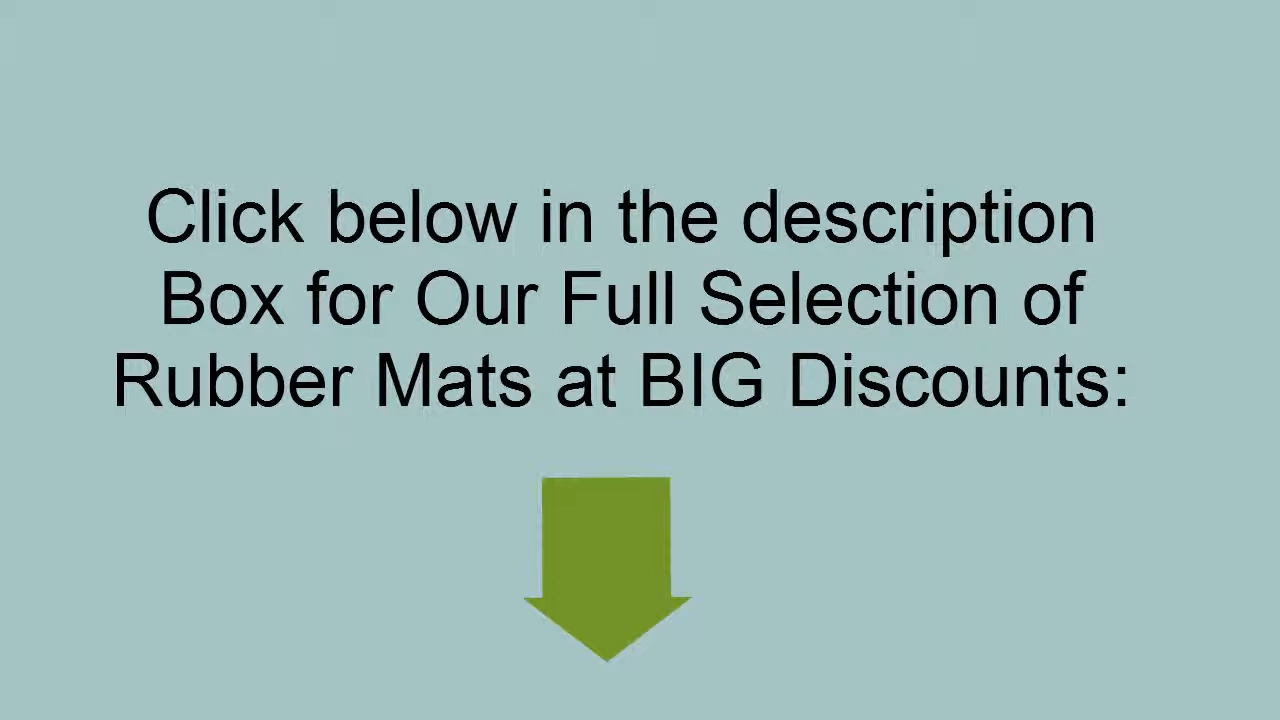 Click below in the description
Box for Our Full Selection of
Rubber Mats at BIG Discounts: